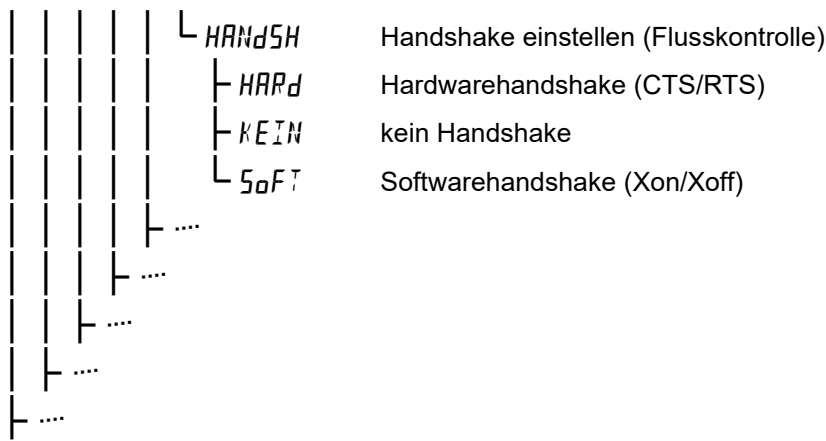 HANdSH Handshake einstellen (Flusskontrolle)
HARd Hardwarehandshake (CTS/RTS)
KEIN kein Handshake
SoFT Softwarehandshake (Xon/Xoff)
.....
.....
.....
.....
.....